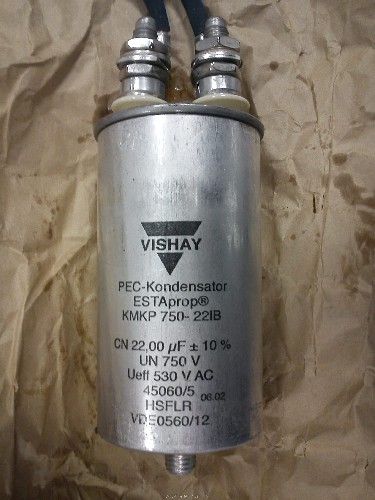 VISHAY
PEC-Kondensator
ESTAprop®
KMKP 750- 22IB
CN 22,00 µF ± 10 %
UN 750 V
Ueff 530 V AC
45060/5 06.02
HSFLR
VDE0560/12